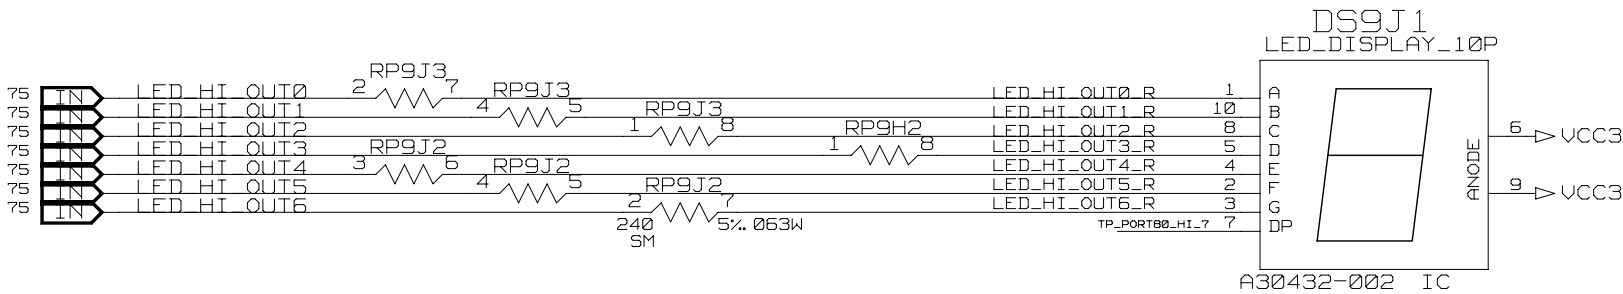 DS9J1
LED_DISPLAY_10P
RP9J3
2 7
75 IN LED_HI_OUT0 LED_HI_OUT0_R 1 A
RP9J3
4 5
75 IN LED_HI_OUT1 LED_HI_OUT1_R 10 B
RP9J3
1 8
75 IN LED_HI_OUT2 LED_HI_OUT2_R 8 C
RP9H2
1 8
75 IN LED_HI_OUT3 LED_HI_OUT3_R 5 D
RP9J2
3 6
75 IN LED_HI_OUT4 LED_HI_OUT4_R 4 E
RP9J2
4 5
75 IN LED_HI_OUT5 LED_HI_OUT5_R 2 F
RP9J2
2 7
75 IN LED_HI_OUT6 LED_HI_OUT6_R 3 G
240 5%. 063W
SM
TP_PORT80_HI_7 7 DP
ANODE
6 VCC3
9 VCC3
A30432-002 IC